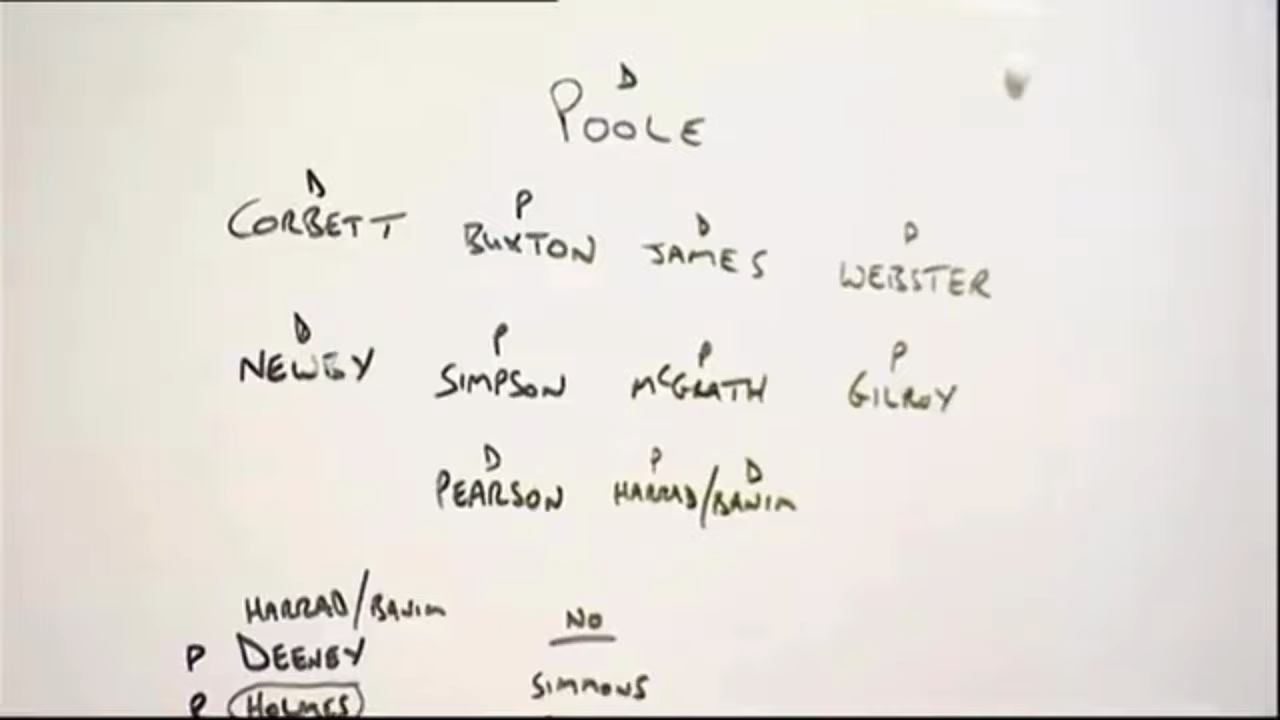 D
POOLE
D P D D
CORBETT BUXTON JAMES WEBSTER
D P P P
NEWBY SIMPSON McGRATH GILROY
D P D
PEARSON HARRAD/BANIM
HARRAD/BANIM
NO
P DEENEY
SIMMONS
P HOLMES